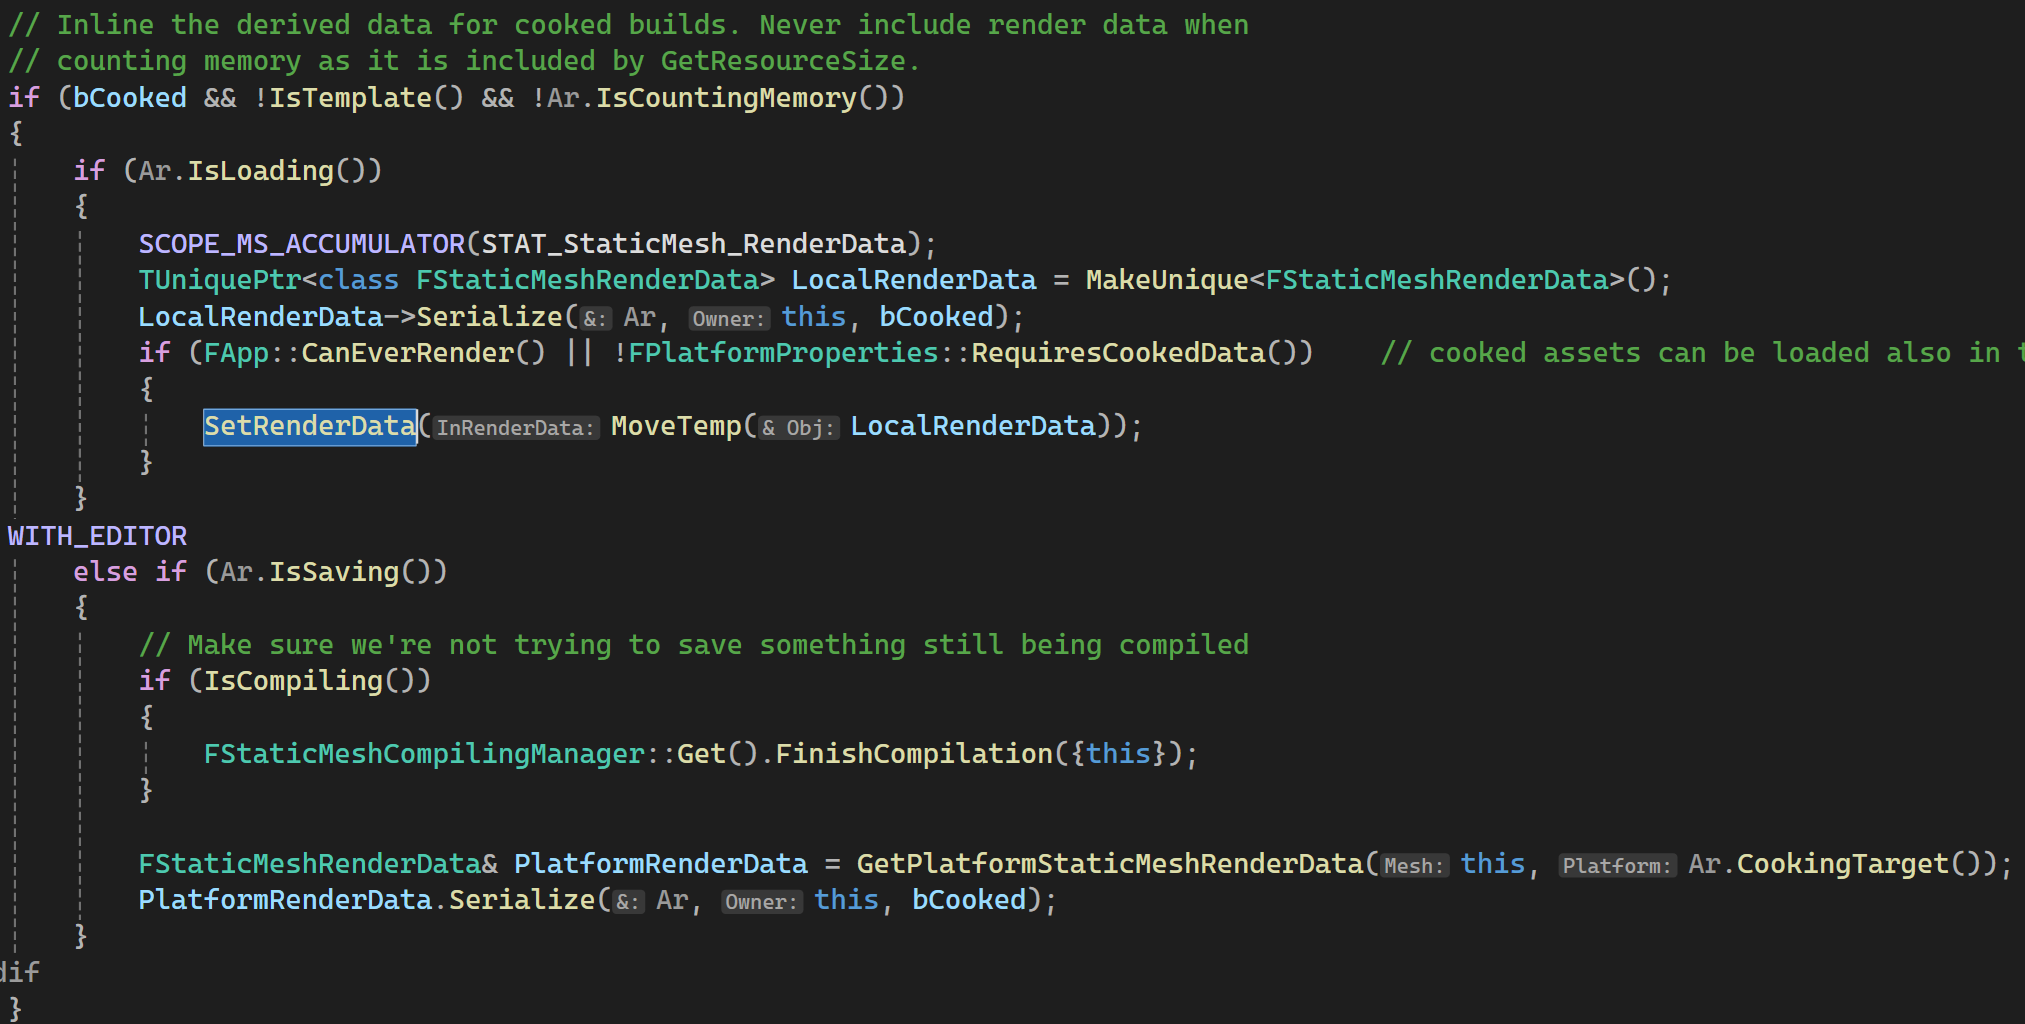 // Inline the derived data for cooked builds. Never include render data when
// counting memory as it is included by GetResourceSize.
if (bCooked && !IsTemplate() && !Ar.IsCountingMemory())
{
if (Ar.IsLoading())
{
SCOPE_MS_ACCUMULATOR(STAT_StaticMesh_RenderData);
TUniquePtr<class FStaticMeshRenderData> LocalRenderData = MakeUnique<FStaticMeshRenderData>();
LocalRenderData->Serialize(&: Ar, Owner: this, bCooked);
if (FApp::CanEverRender() || !FPlatformProperties::RequiresCookedData()) // cooked assets can be loaded also in
{
SetRenderData(InRenderData: MoveTemp(& Obj: LocalRenderData));
}
}
WITH_EDITOR
else if (Ar.IsSaving())
{
// Make sure we're not trying to save something still being compiled
if (IsCompiling())
{
FStaticMeshCompilingManager::Get().FinishCompilation({this});
}
FStaticMeshRenderData& PlatformRenderData = GetPlatformStaticMeshRenderData(Mesh: this, Platform: Ar.CookingTarget());
PlatformRenderData.Serialize(&: Ar, Owner: this, bCooked);
}
dif
}